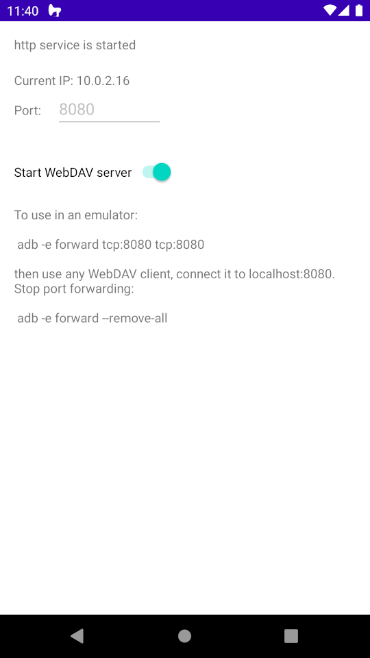 11:40
http service is started
Current IP: 10.0.2.16
Port: 8080
Start WebDAV server
To use in an emulator:
adb -e forward tcp:8080 tcp:8080
then use any WebDAV client, connect it to localhost:8080.
Stop port forwarding:
adb -e forward –remove-all